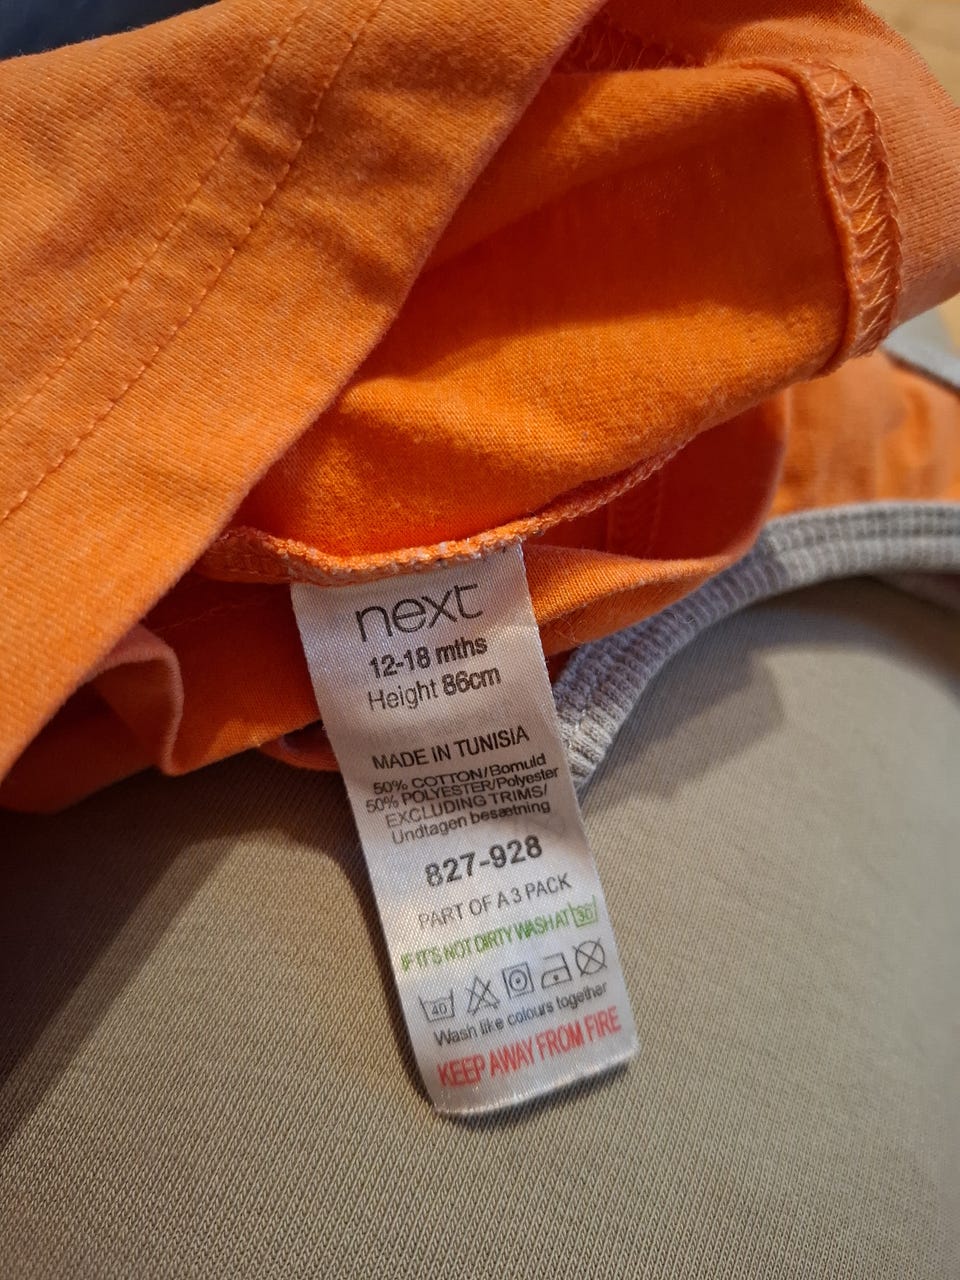 next
12-18 mths
Height 86cm
MADE IN TUNISIA
50% COTTON/Bomuld
50% POLYESTER/Polyester
EXCLUDING TRIMS/
Undtagen besætning
827-928
PART OF A 3 PACK
IF IT'S NOT DIRTY WASH AT 30°
40
Wash like colours together
KEEP AWAY FROM FIRE